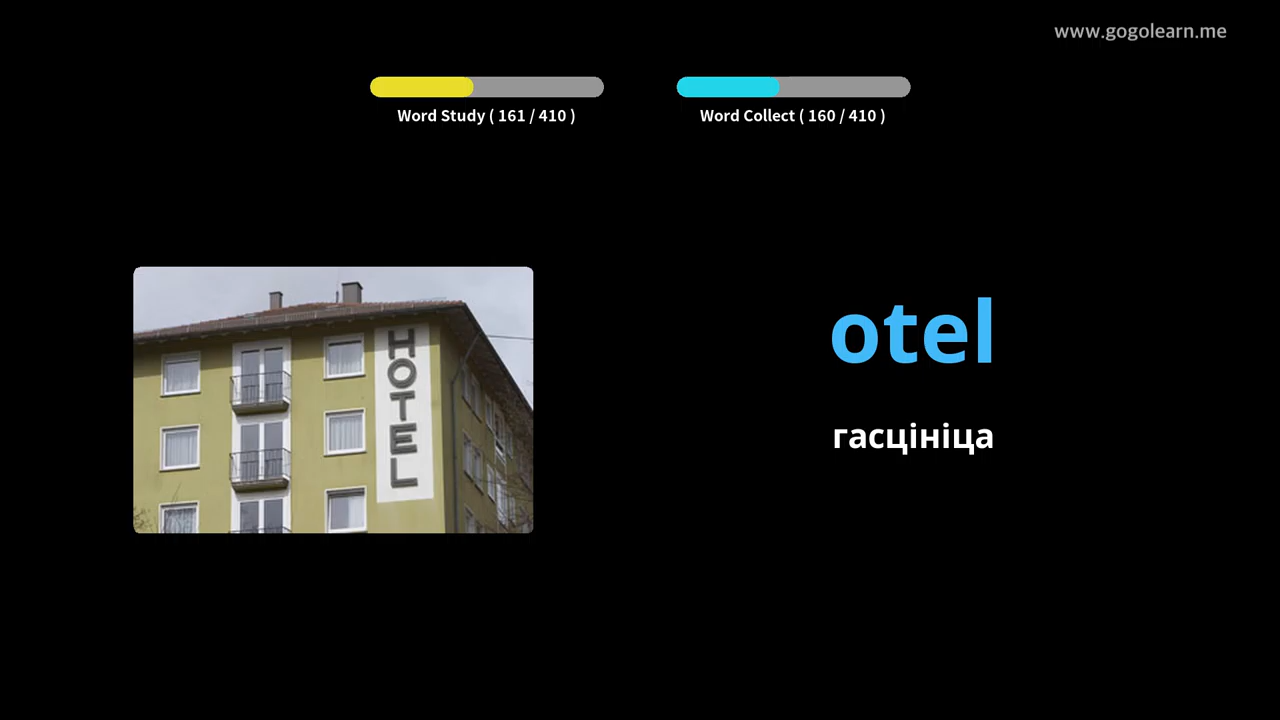 www.gogolearn.me
Word Study ( 161 / 410 )
Word Collect ( 160 / 410 )
HOTEL
otel
гасцініца